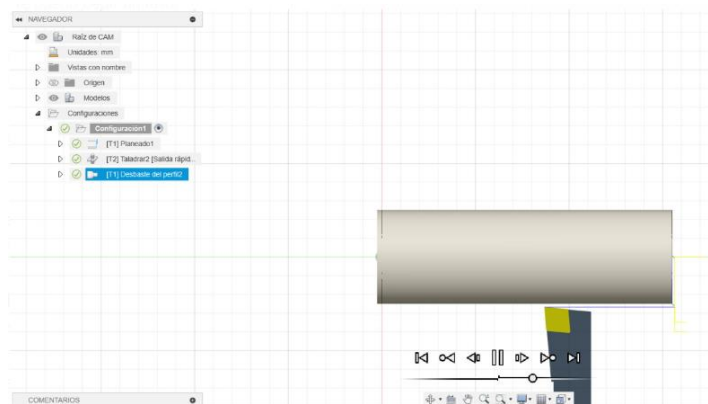 NAVEGADOR
Raíz de CAM
Unidades: mm
Vistas con nombre
Origen
Modelos
Configuraciones
Configuración1
[T1] Planeado1
[T2] Taladrar2 [Salida rápid...
[T1] Desbaste del perfil2
COMENTARIOS